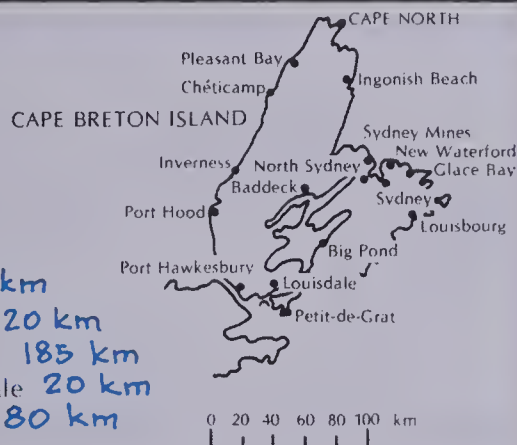 CAPE NORTH
Pleasant Bay
Chéticamp
Ingonish Beach
CAPE BRETON ISLAND
Sydney Mines
New Waterford
Inverness
North Sydney
Glace Bay
Baddeck
Sydney
Port Hood
Louisbourg
Big Pond
Port Hawkesbury
Louisdale
km
Petit-de-Grat
20 km
185 km
le 20 km
80 km
0 20 40 60 80 100 km